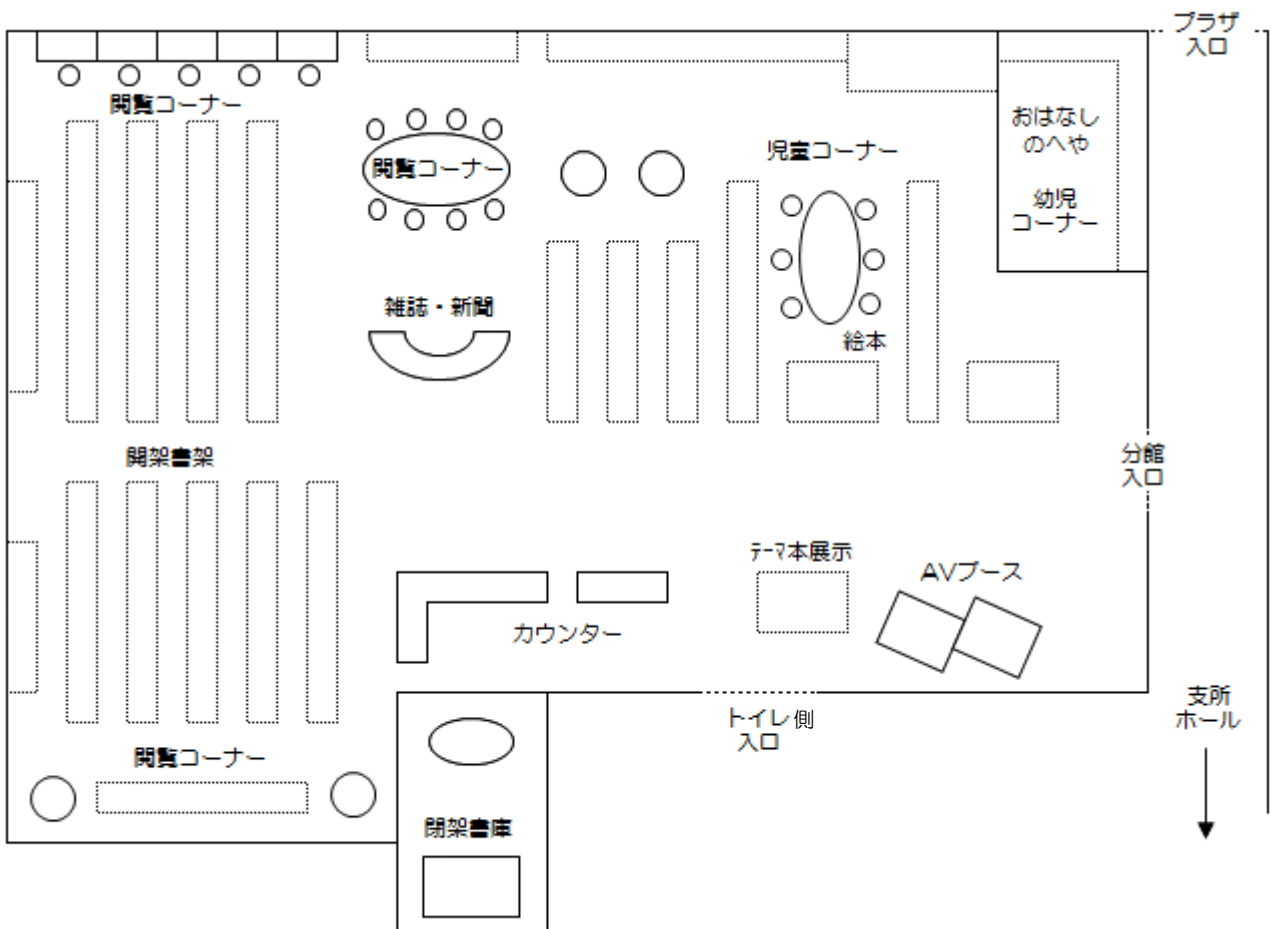 プラザ
入口
閲覧コーナー
おはなし
のへや
児童コーナー
閲覧コーナー
幼児
コーナー
雑誌・新聞
絵本
開架書架
分館
入口
テーマ本展示
AVブース
カウンター
支所
ホール
トイレ側
入口
閲覧コーナー
閉架書庫